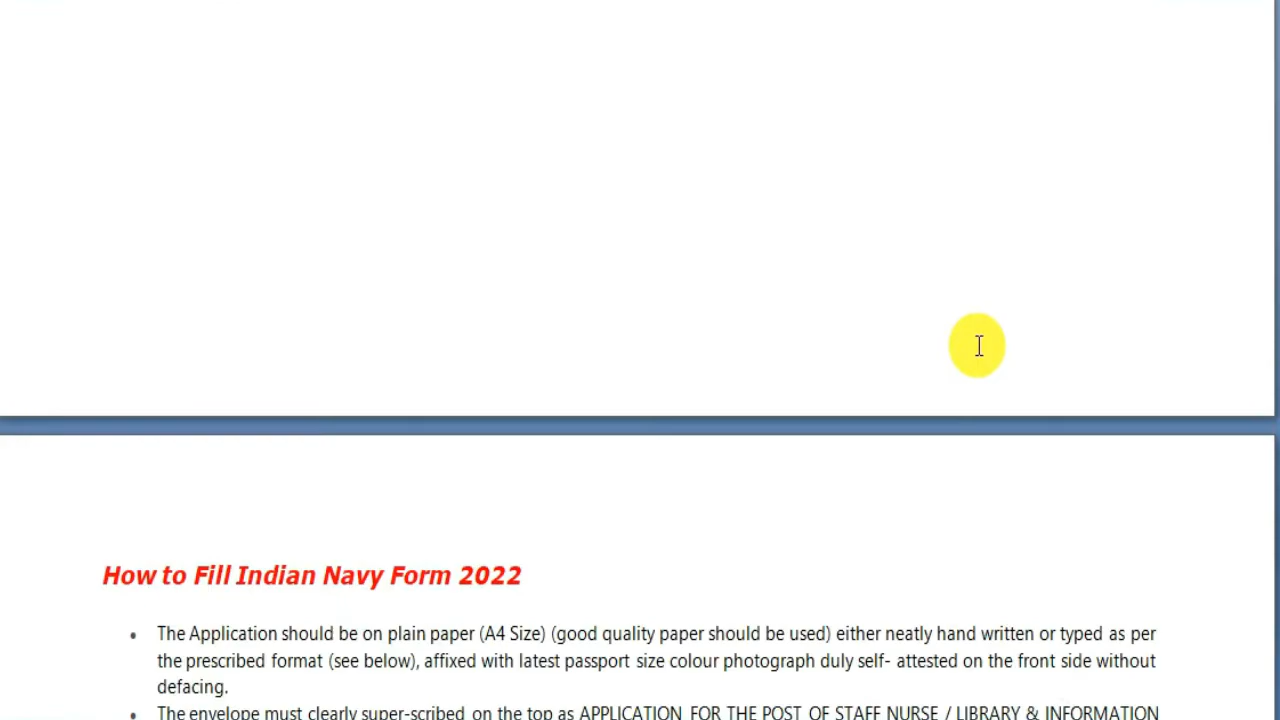 How to Fill Indian Navy Form 2022
• The Application should be on plain paper (A4 Size) (good quality paper should be used) either neatly hand written or typed as per
the prescribed format (see below), affixed with latest passport size colour photograph duly self- attested on the front side without
defacing.
• The envelope must clearly super-scribed on the top as APPLICATION FOR THE POST OF STAFF NURSE / LIBRARY & INFORMATION